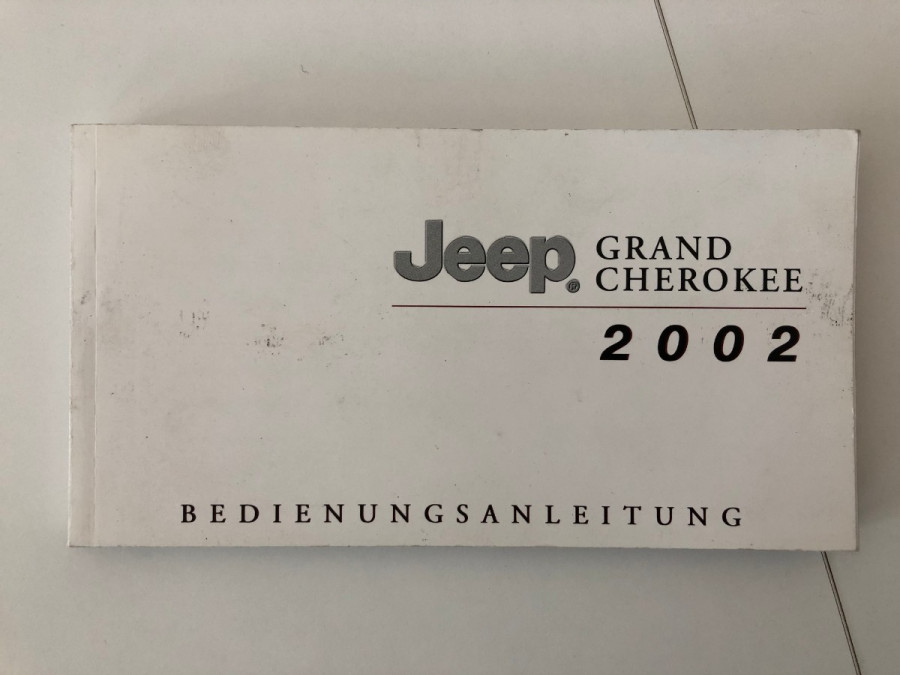 Jeep® GRAND
CHEROKEE
2002
BEDIENUNGSANLEITUNG